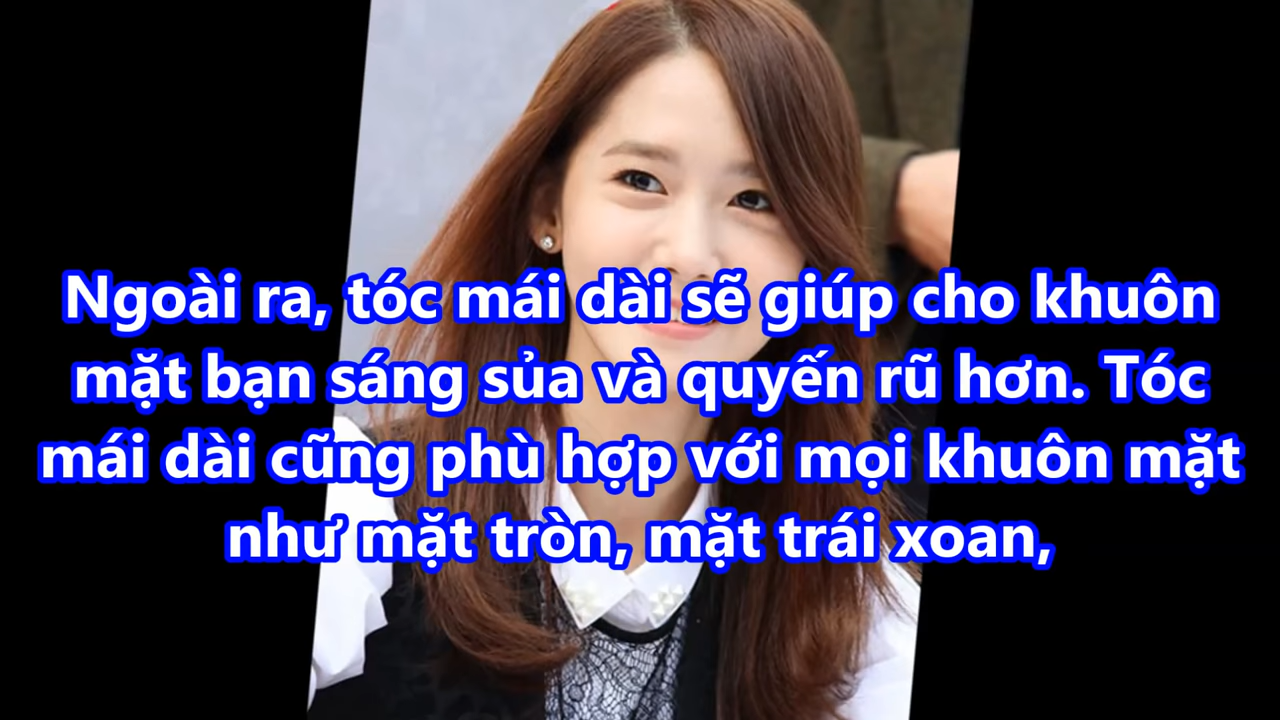 Ngoài ra, tóc mái dài sẽ giúp cho khuôn
mặt bạn sáng sủa và quyến rũ hơn. Tóc
mái dài cũng phù hợp với mọi khuôn mặt
như mặt tròn, mặt trái xoan,